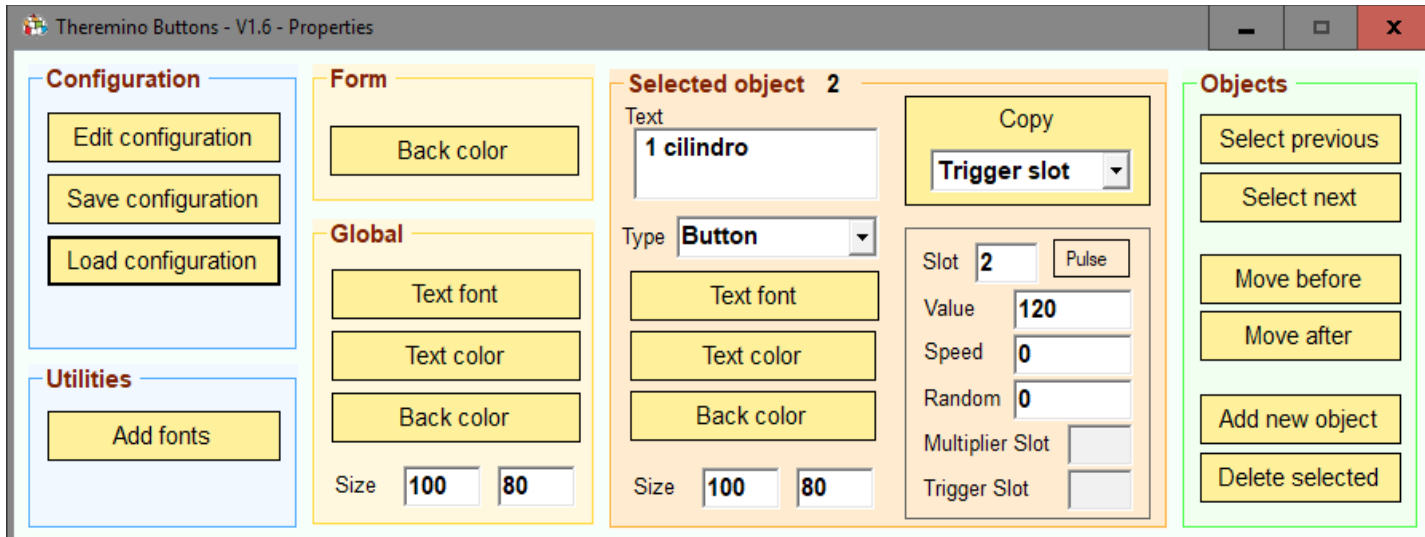 Theremino Buttons - V1.6 - Properties
Configuration
Edit configuration
Save configuration
Load configuration
Utilities
Add fonts
Form
Back color
Global
Text font
Text color
Back color
Size 100 80
Selected object 2
Text
1 cilindro
Type Button
Text font
Text color
Back color
Size 100 80
Copy
Trigger slot
Slot 2 Pulse
Value 120
Speed 0
Random 0
Multiplier Slot
Trigger Slot
Objects
Select previous
Select next
Move before
Move after
Add new object
Delete selected